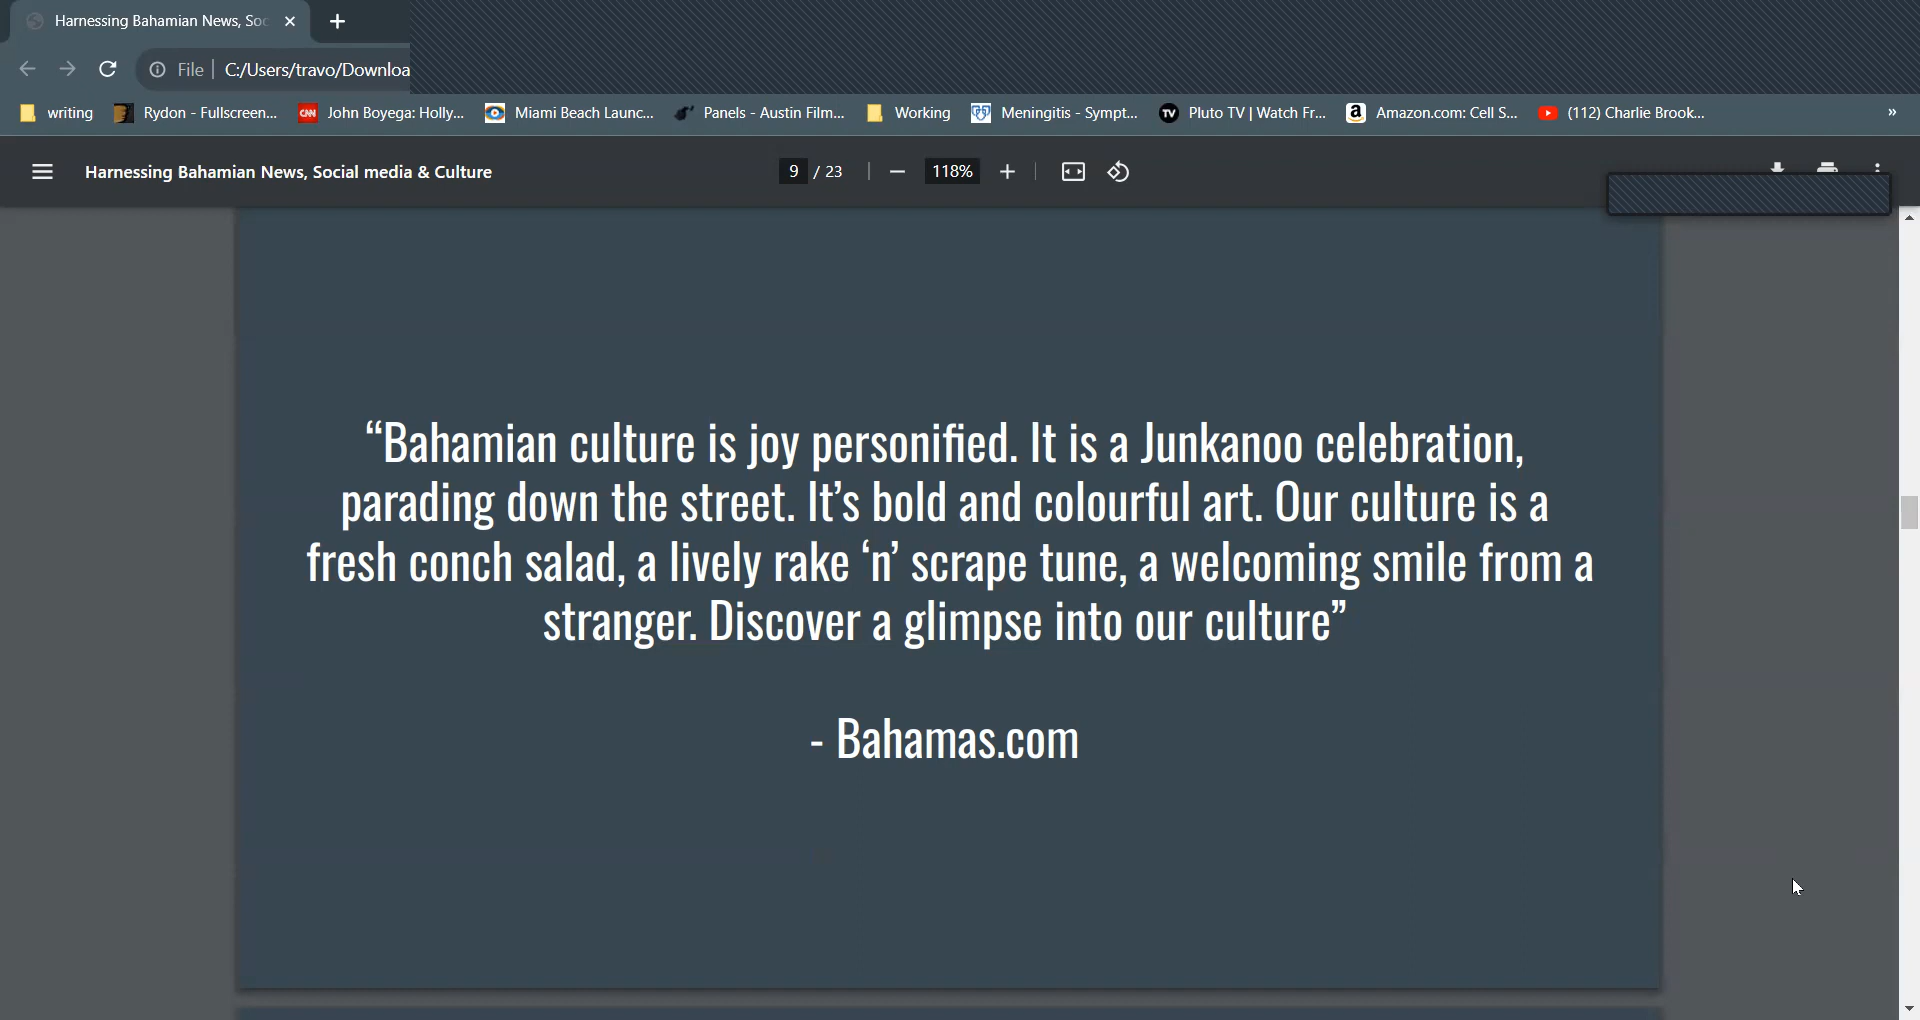 Harnessing Bahamian News, Soc
File
C:/Users/travo/Downloa
writing
Rydon - Fullscreen...
CNN
John Boyega: Holly...
Miami Beach Launc...
Panels - Austin Film...
Working
Meningitis - Sympt...
TV
Pluto TV | Watch Fr...
a
Amazon.com: Cell S...
(112) Charlie Brook...
»
Harnessing Bahamian News, Social media & Culture
9 / 23
118%
“Bahamian culture is joy personified. It is a Junkanoo celebration,
parading down the street. It’s bold and colourful art. Our culture is a
fresh conch salad, a lively rake ‘n’ scrape tune, a welcoming smile from a
stranger. Discover a glimpse into our culture”
- Bahamas.com